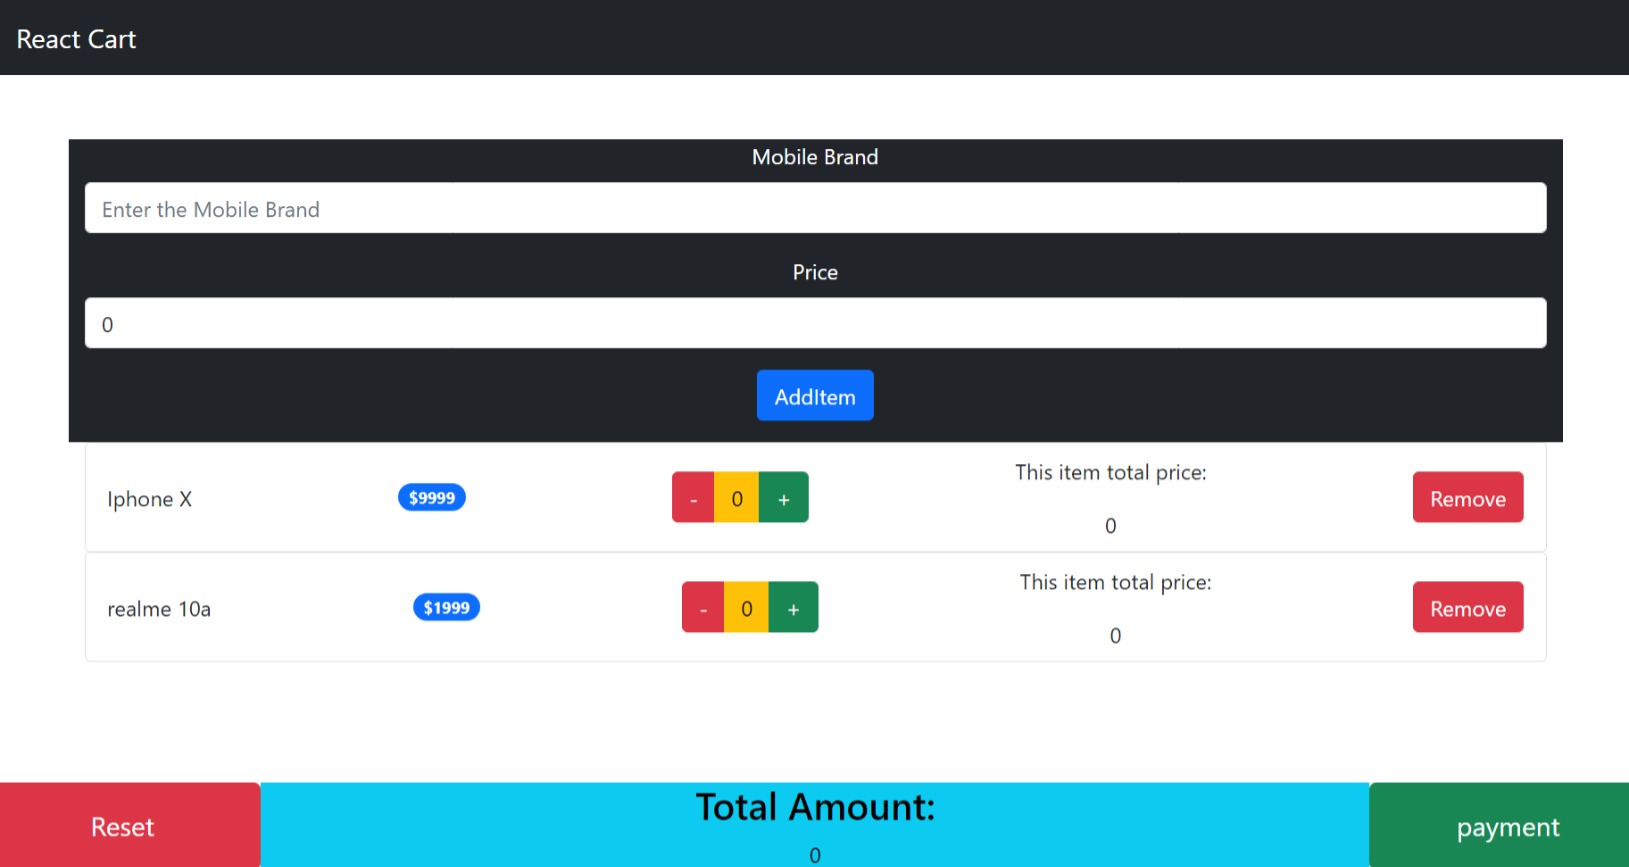 React Cart
Mobile Brand
Enter the Mobile Brand
Price
0
AddItem
Iphone X $9999 - 0 + This item total price: 0 Remove
realme 10a $1999 - 0 + This item total price: 0 Remove
Reset Total Amount: 0 payment